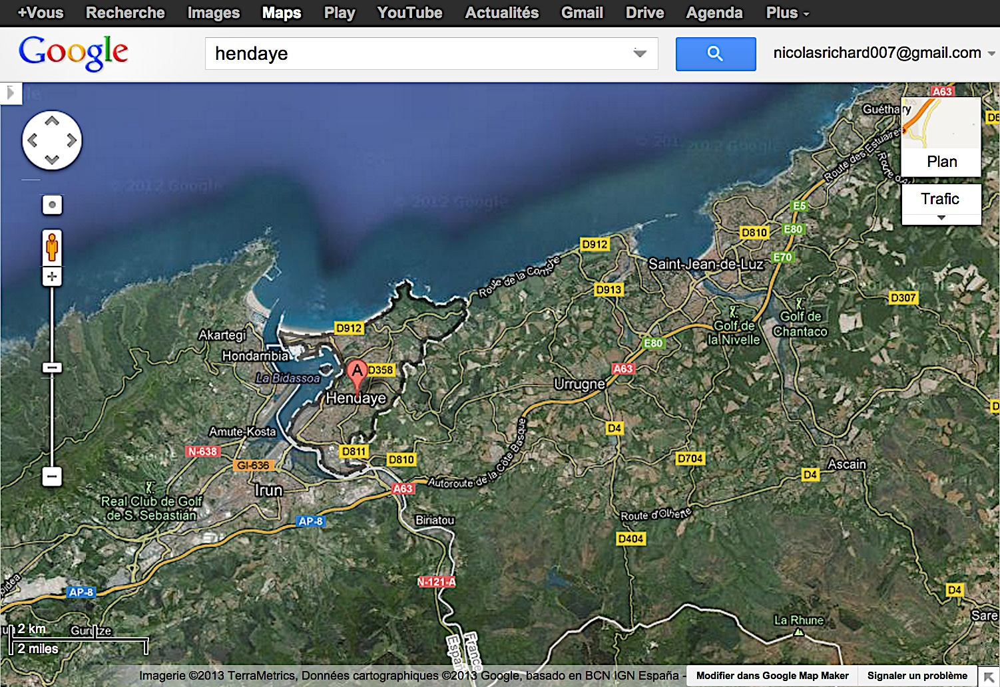 +Vous Recherche Images Maps Play YouTube Actualités Gmail Drive Agenda Plus
Google
hendaye
nicolasrichard007@gmail.com
A63
Guéthary
D6
Route des Estuaires
Plan
© 2012 Google
2012 Google
© 2012 Google
Trafic
E5
E80
D810
E70
D912
Saint-Jean-de-Luz
Route de la Corniche
D913
D307
Golf de
Chantaco
Golf de
la Nivelle
D912
Akartegi
E80
Hondarribia
A
D358
A63
La Bidassoa
Urrugne
Hendaye
D
Amute-Kosta
D4
N-638
D811
D810
D704
GI-636
Ascain
D4
Autoroute de la Côte Basque
Irun
A63
Real Club de Golf
de S. Sebastián
AP-8
Biriatou
Route d'Olhette
D404
N-121-A
AP-8
D4
Sare
La Rhune
2 km
2 miles
France
España
Imagerie ©2013 TerraMetrics, Données cartographiques ©2013 Google, basado en BCN IGN España -
Modifier dans Google Map Maker
Signaler un problème